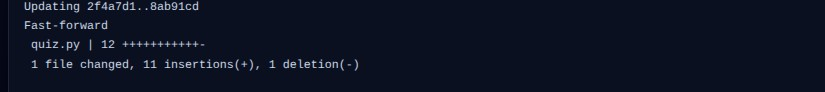 Updating 2f4a7d1..8ab91cd
Fast-forward
 quiz.py | 12 +++++++++++-
 1 file changed, 11 insertions(+), 1 deletion(-)